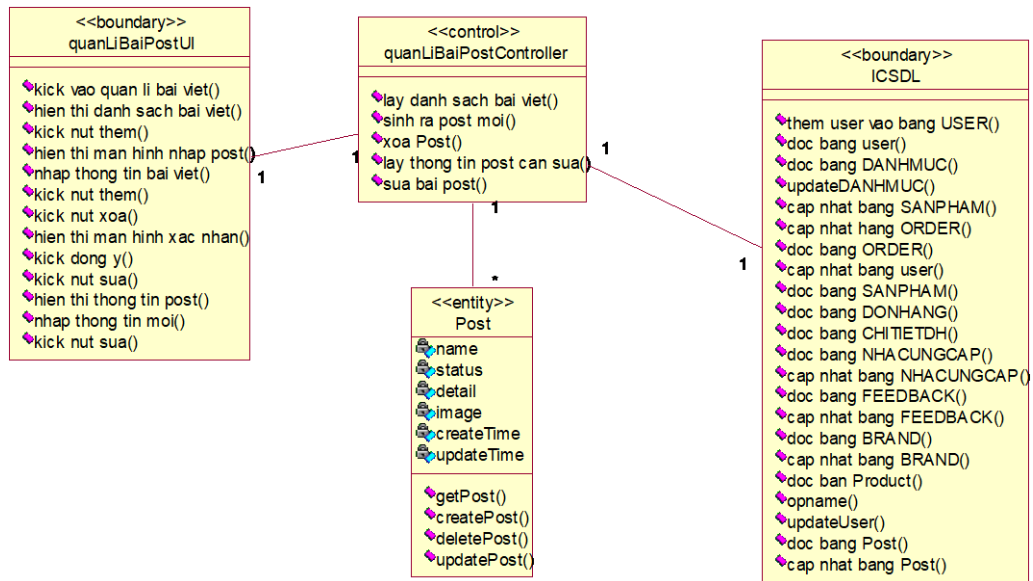 <<boundary>>
quanLiBaiPostUI
kick vao quan li bai viet()
hien thi danh sach bai viet()
kick nut them()
hien thi man hinh nhap post()
nhap thong tin bai viet()
kick nut them()
kick nut xoa()
hien thi man hinh xac nhan()
kick dong y()
kick nut sua()
hien thi thong tin post()
nhap thong tin moi()
kick nut sua()
1
<<control>>
quanLiBaiPostController
lay danh sach bai viet()
sinh ra post moi()
xoa Post()
lay thong tin post can sua()
sua bai post()
1
1
1
*
<<entity>>
Post
name
status
detail
image
createTime
updateTime
getPost()
createPost()
deletePost()
updatePost()
1
<<boundary>>
ICSDL
them user vao bang USER()
doc bang user()
doc bang DANHMUC()
updateDANHMUC()
cap nhat bang SANPHAM()
cap nhat hang ORDER()
doc bang ORDER()
cap nhat bang user()
doc bang SANPHAM()
doc bang DONHANG()
doc bang CHITIETDH()
doc bang NHACUNGCAP()
cap nhat bang NHACUNGCAP()
doc bang FEEDBACK()
cap nhat bang FEEDBACK()
doc bang BRAND()
cap nhat bang BRAND()
doc ban Product()
opname()
updateUser()
doc bang Post()
cap nhat bang Post()